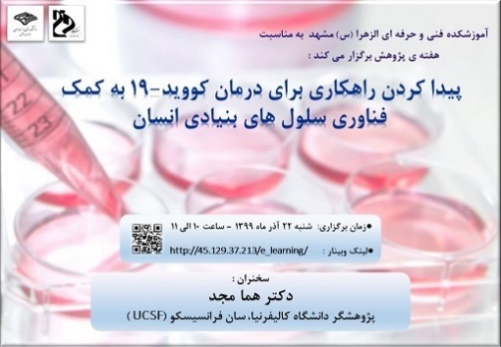 آموزشکده فنی و حرفه ای الزهرا (س) مشهد به مناسبت
هفته ی پژوهش برگزار می کند :
پیدا کردن راهکاری برای درمان کووید-۱۹ به کمک
فناوری سلول های بنیادی انسان
●زمان برگزاری: شنبه ۲۲ آذر ماه ۱۳۹۹ - ساعت ۱۰ الی ۱۱
●لینک وبینار : http://45.129.37.213/e_learning/
سخنران :
دکتر هما مجد
پژوهشگر دانشگاه کالیفرنیا، سان فرانسیسکو (UCSF)
22
23